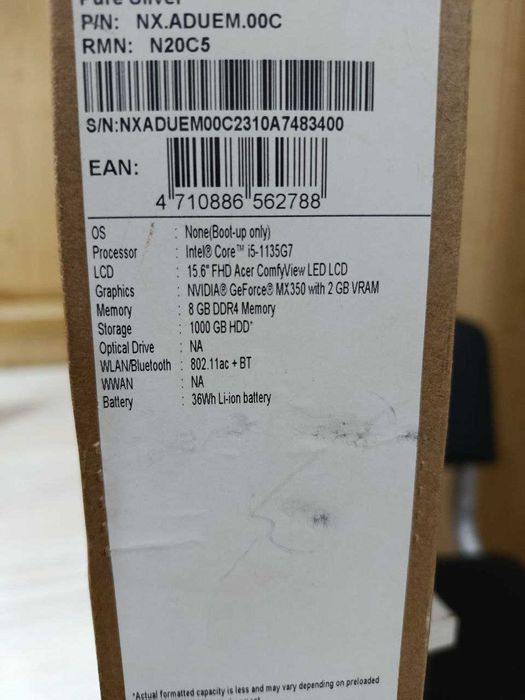 Pure Silver
P/N: NX.ADUEM.00C
RMN: N20C5
S/N:NXADUEM00C2310A7483400
EAN:
4 710886 562788
OS : None(Boot-up only)
Processor : Intel® Core™ i5-1135G7
LCD : 15.6" FHD Acer ComfyView LED LCD
Graphics : NVIDIA® GeForce® MX350 with 2 GB VRAM
Memory : 8 GB DDR4 Memory
Storage : 1000 GB HDD*
Optical Drive : NA
WLAN/Bluetooth : 802.11ac + BT
WWAN : NA
Battery : 36Wh Li-ion battery
*Actual formatted capacity is less and may vary depending on preloaded